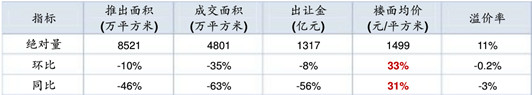 指标 推出面积 (万平方米) 成交面积 (万平方米) 出让金 (亿元) 楼面均价 (元/平方米) 溢价率
绝对量 8521 4801 1317 1499 11%
环比 -10% -35% -8% 33% -0.2%
同比 -46% -63% -56% 31% -3%